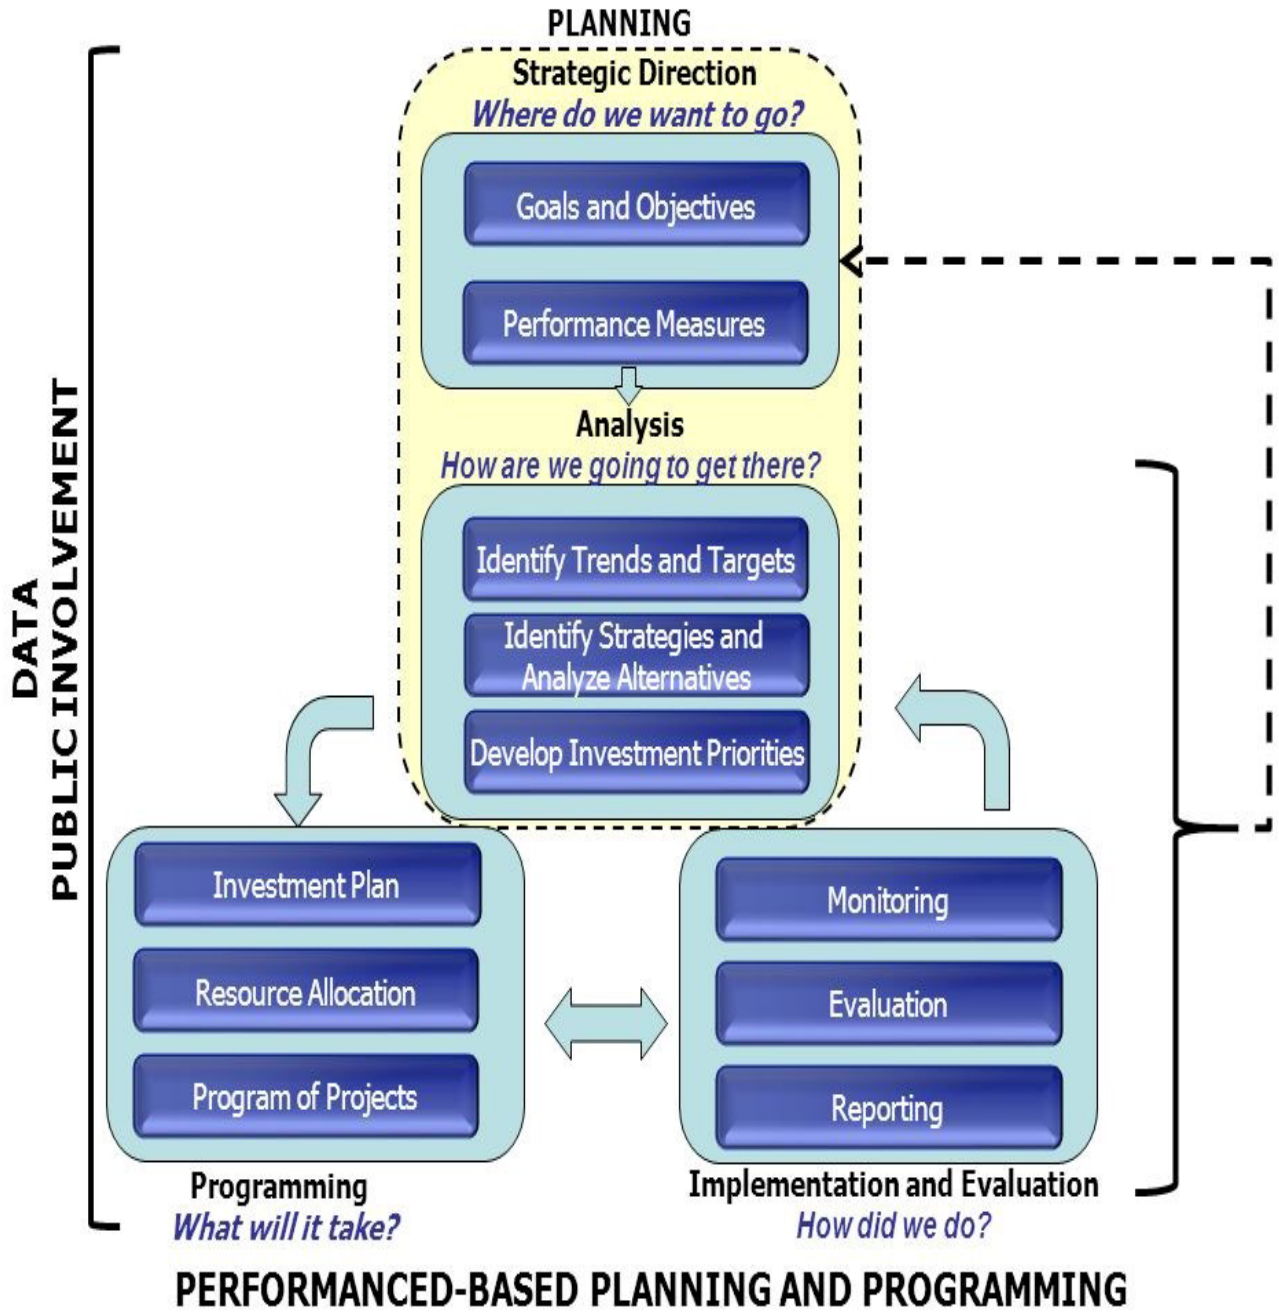 PLANNING
Strategic Direction
Where do we want to go?
Goals and Objectives
Performance Measures
Analysis
How are we going to get there?
Identify Trends and Targets
Identify Strategies and
Analyze Alternatives
Develop Investment Priorities
DATA
PUBLIC INVOLVEMENT
Investment Plan
Resource Allocation
Program of Projects
Programming
What will it take?
Monitoring
Evaluation
Reporting
Implementation and Evaluation
How did we do?
PERFORMANCED-BASED PLANNING AND PROGRAMMING